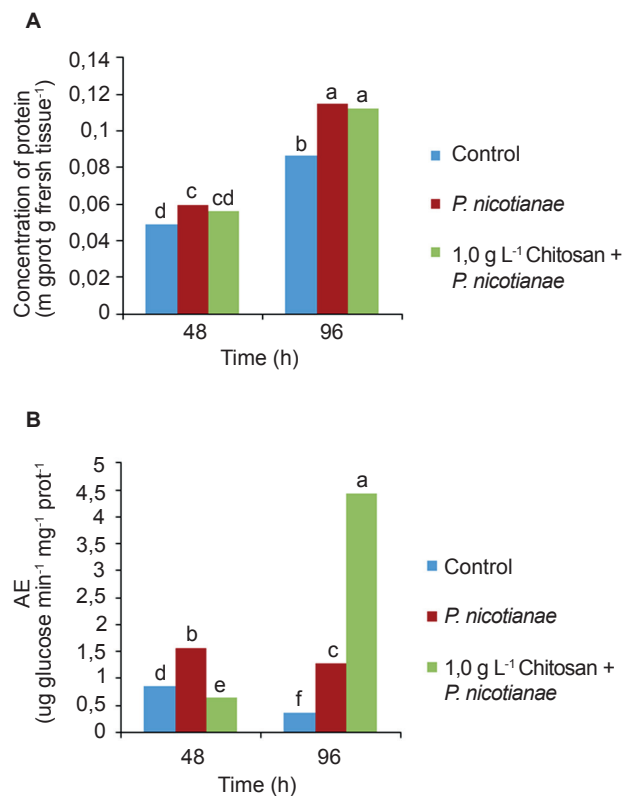 A
Concentration of protein
(m gprot g frersh tissue⁻¹)
0,14
0,12
0,1
0,08
0,06
0,04
0,02
0
d
c
cd
b
a
a
48
96
Time (h)
Control
P. nicotianae
1,0 g L⁻¹ Chitosan +
P. nicotianae
B
AE
(ug glucose min⁻¹ mg⁻¹ prot⁻¹)
5
4,5
4
3,5
3
2,5
2
1,5
1
0,5
0
d
b
e
f
c
a
48
96
Time (h)
Control
P. nicotianae
1,0 g L⁻¹ Chitosan +
P. nicotianae